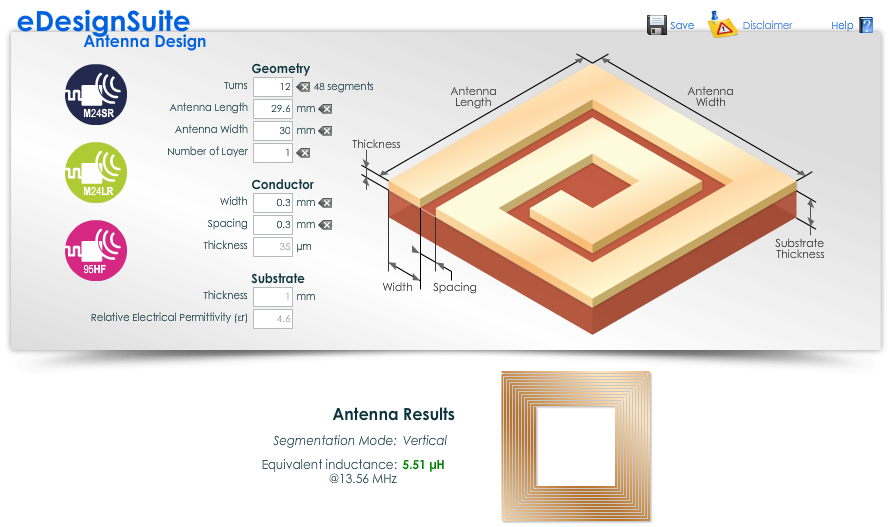 eDesignSuite
Antenna Design
Save
Disclaimer
Help
M24SR
M24LR
95HF
Geometry
Turns 12 48 segments
Antenna Length 29.6 mm
Antenna Width 30 mm
Number of Layer 1
Conductor
Width 0.3 mm
Spacing 0.3 mm
Thickness 35 µm
Substrate
Thickness 1 mm
Relative Electrical Permittivity (εr) 4.6
Antenna
Length
Antenna
Width
Thickness
Width
Spacing
Substrate
Thickness
Antenna Results
Segmentation Mode: Vertical
Equivalent inductance: 5.51 µH
@13.56 MHz